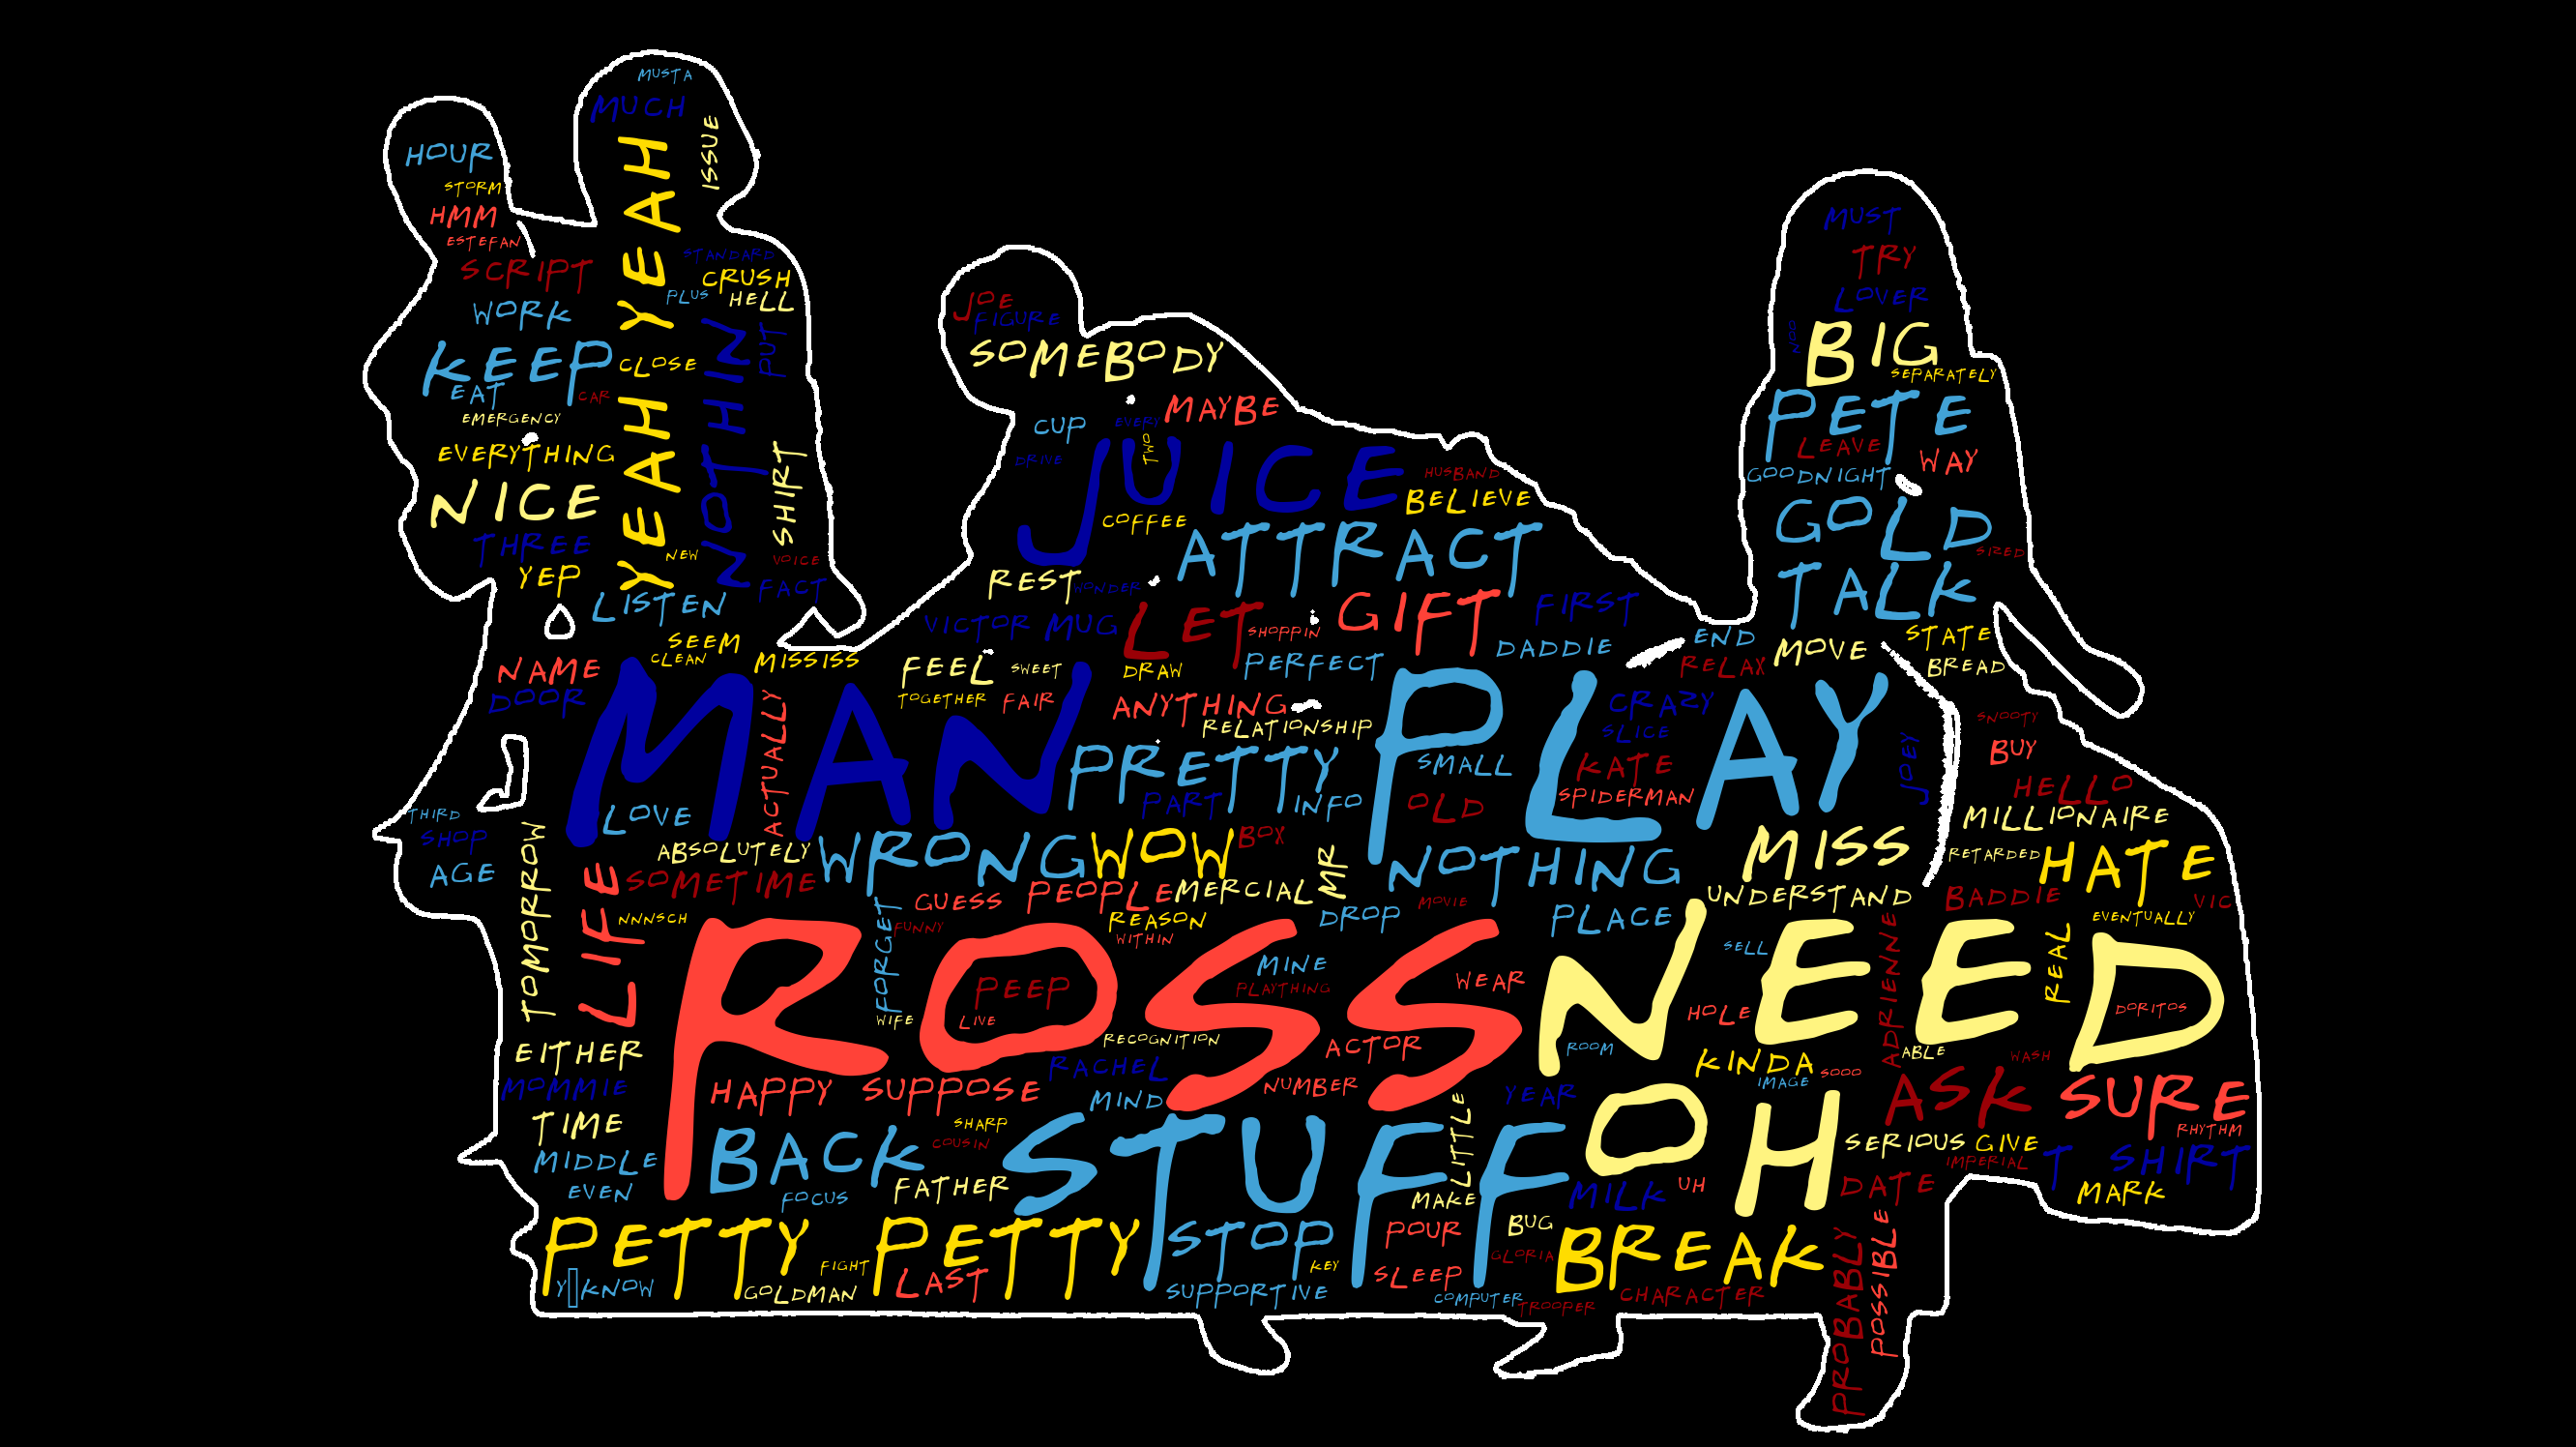 MUSTA
MUCH
ISSUE
HOUR
STORM
HMM
ESTEFAN
SCRIPT
WORK
KEEP
EAT
CAR
EMERGENCY
EVERYTHING
NICE
THREE
YEP
YEAH YEAH
YEAH YEAH
STANDARD
CRUSH
PLUS
HELL
CLOSE
NOTHIN
PUT
SHIRT
NEW
VOICE
FACT
LISTEN
SEEM
CLEAN
MISSISS
NAME
DOOR
JOE
FIGURE
SOMEBODY
CUP
EVERY
MAYBE
TWO
DRIVE
JUICE
HUSBAND
BELIEVE
COFFEE
ATTRACT
REST
WONDER
VICTOR MUG
LET
SHOPPIN
GIFT
FIRST
DADDIE
PERFECT
FEEL
SWEET
DRAW
TOGETHER
FAIR
ANYTHING
RELATIONSHIP
MUST
TRY
LOVER
BIG
SEPARATELY
PETE
LEAVE
WAY
GOODNIGHT
GOLD
SIZED
TALK
END
RELAX
MOVE
STATE
BREAD
MAN
ACTUALLY
LOVE
PRETTY
PART
INFO
PLAY
SMALL
OLD
CRAZY
SLICE
KATE
SPIDERMAN
JOEY
SNOOTY
BUY
HELLO
MILLIONAIRE
THIRD
SHOP
AGE
TOMORROW
ABSOLUTELY
SOMETIME
WRONG
WOW
BOX
MR
NOTHING
MISS
RETARDED
HATE
LIFE
NNNSCH
GUESS
PEOPLE
MERCIAL
FORGET
FUNNY
REASON
WITHIN
DROP
MOVIE
PLACE
UNDERSTAND
BADDIE
VIC
EVENTUALLY
ROSS
PEEP
LIVE
WIFE
MINE
PLAYTHING
WEAR
RECOGNITION
ACTOR
NEED
SELL
HOLE
ROOM
ADRIENNE
REAL
DORITOS
EITHER
MOMMIE
HAPPY
SUPPOSE
RACHEL
MIND
NUMBER
YEAR
KINDA
IMAGE
SOOO
ABLE
WASH
ASK
SURE
RHYTHM
TIME
MIDDLE
EVEN
BACK
SHARP
COUSIN
FOCUS
FATHER
STUFF
LITTLE
MAKE
OH
MILK
UH
SERIOUS
GIVE
IMPERIAL
DATE
T SHIRT
MARK
PETTY PETTY
Y KNOW
GOLDMAN
FIGHT
LAST
STOP
KEY
SUPPORTIVE
POUR
SLEEP
BUG
GLORIA
BREAK
COMPUTER
TROOPER
CHARACTER
PROBABLY
POSSIBLE